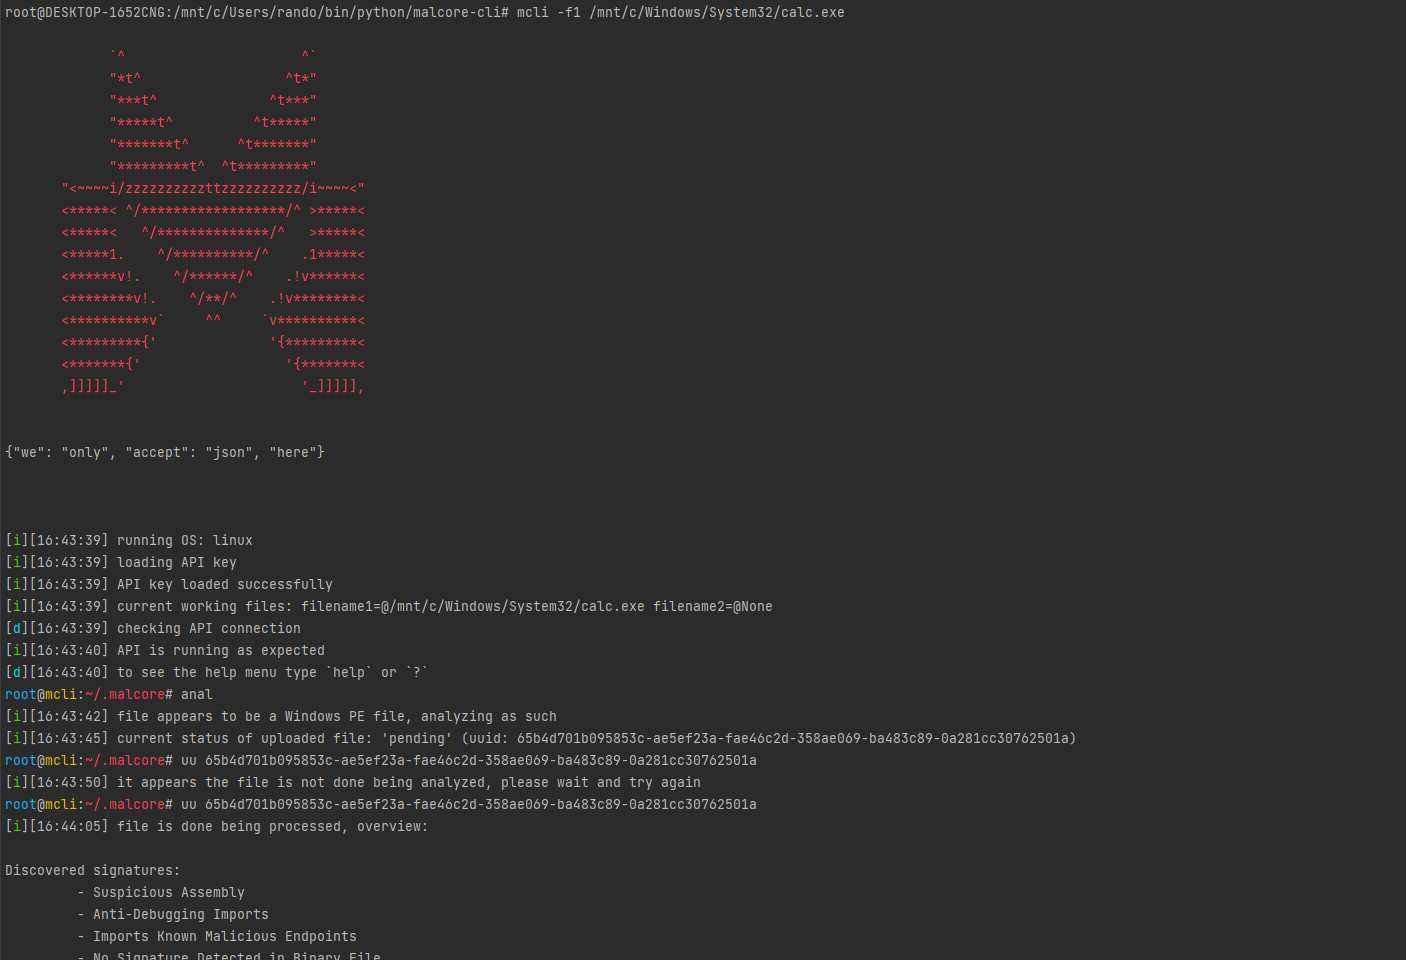 root@DESKTOP-1652CNG:/mnt/c/Users/rando/bin/python/malcore-cli# mcli -f1 /mnt/c/Windows/System32/calc.exe
             `^                      ^`
             "*t^                  ^t*"
             "***t^              ^t***"
             "*****t^          ^t*****"
             "*******t^      ^t*******"
             "*********t^  ^t*********"
       "<~~~~i/zzzzzzzzzzttzzzzzzzzzz/i~~~~<"
       <*****< ^/******************/^ >*****<
       <*****<   ^/**************/^   >*****<
       <*****1.    ^/**********/^    .1*****<
       <******v!.    ^/******/^    .!v******<
       <********v!.    ^/**/^    .!v********<
       <**********v`     ^^     `v**********<
       <*********{'              '{*********<
       <*******{'                  '{*******<
       ,]]]]]_'                      '_]]]]],
{"we": "only", "accept": "json", "here"}
[i][16:43:39] running OS: linux
[i][16:43:39] loading API key
[i][16:43:39] API key loaded successfully
[i][16:43:39] current working files: filename1=@/mnt/c/Windows/System32/calc.exe filename2=@None
[d][16:43:39] checking API connection
[i][16:43:40] API is running as expected
[d][16:43:40] to see the help menu type `help` or `?`
root@mcli:~/.malcore# anal
[i][16:43:42] file appears to be a Windows PE file, analyzing as such
[i][16:43:45] current status of uploaded file: 'pending' (uuid: 65b4d701b095853c-ae5ef23a-fae46c2d-358ae069-ba483c89-0a281cc30762501a)
root@mcli:~/.malcore# uu 65b4d701b095853c-ae5ef23a-fae46c2d-358ae069-ba483c89-0a281cc30762501a
[i][16:43:50] it appears the file is not done being analyzed, please wait and try again
root@mcli:~/.malcore# uu 65b4d701b095853c-ae5ef23a-fae46c2d-358ae069-ba483c89-0a281cc30762501a
[i][16:44:05] file is done being processed, overview:
Discovered signatures:
         - Suspicious Assembly
         - Anti-Debugging Imports
         - Imports Known Malicious Endpoints
         - No Signature Detected in Binary File